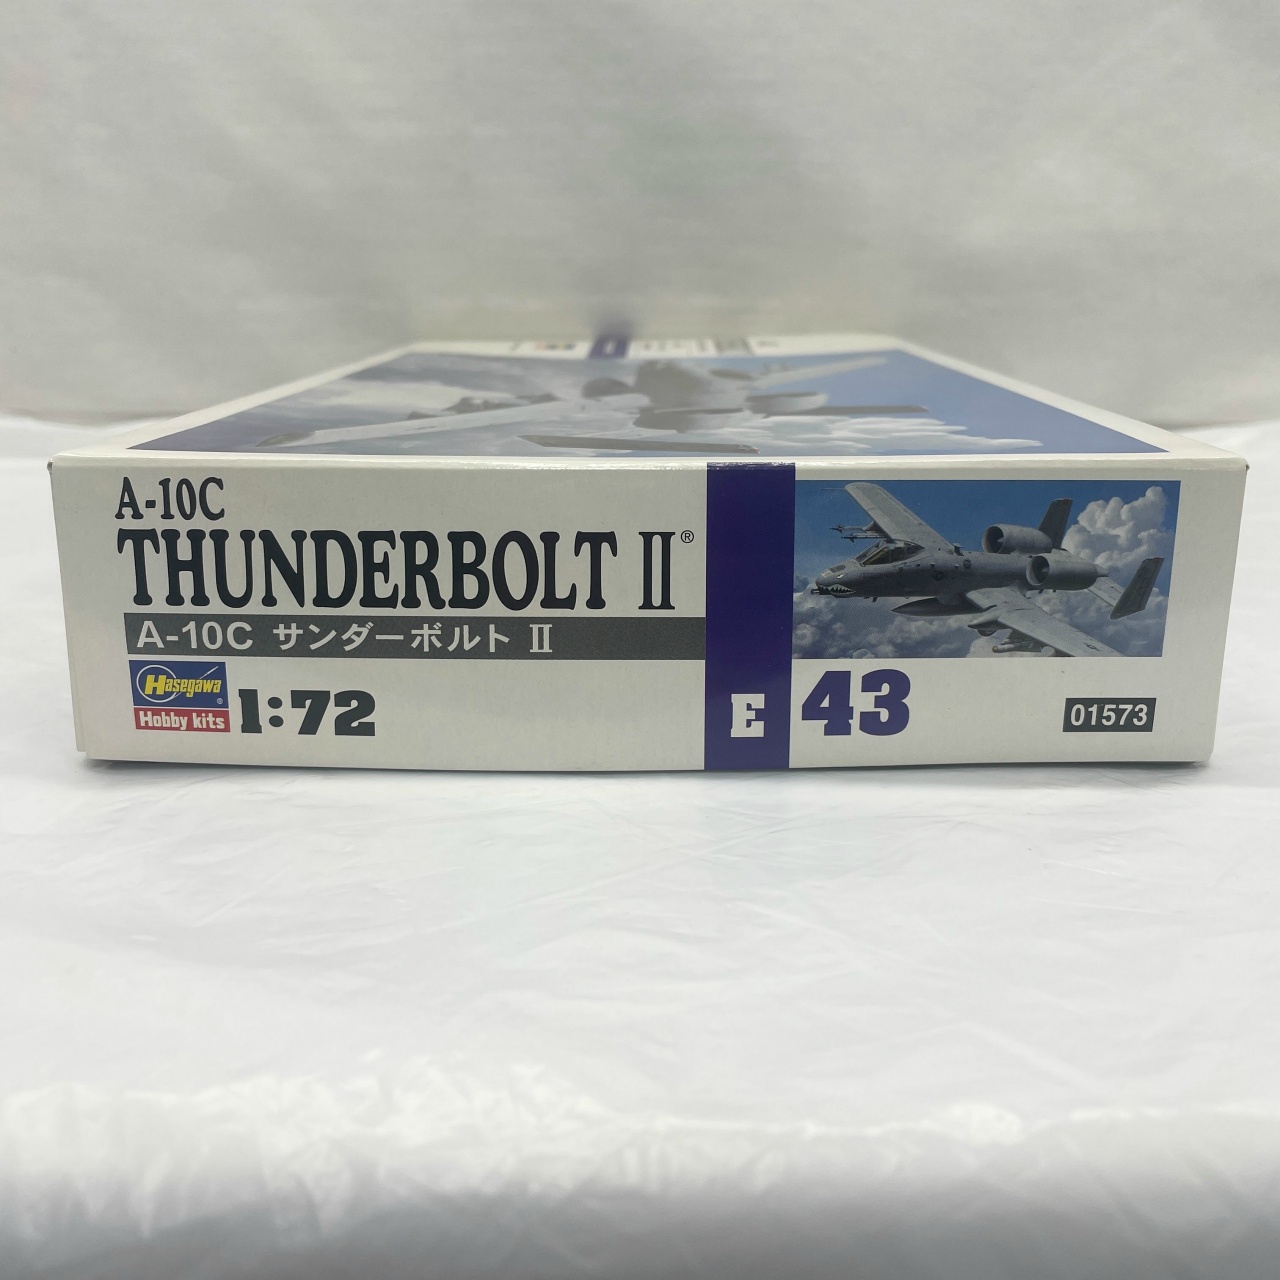 A-10C
THUNDERBOLT II®
A-10C サンダーボルト II
Hasegawa®
Hobby kits
1:72
E 43
01573